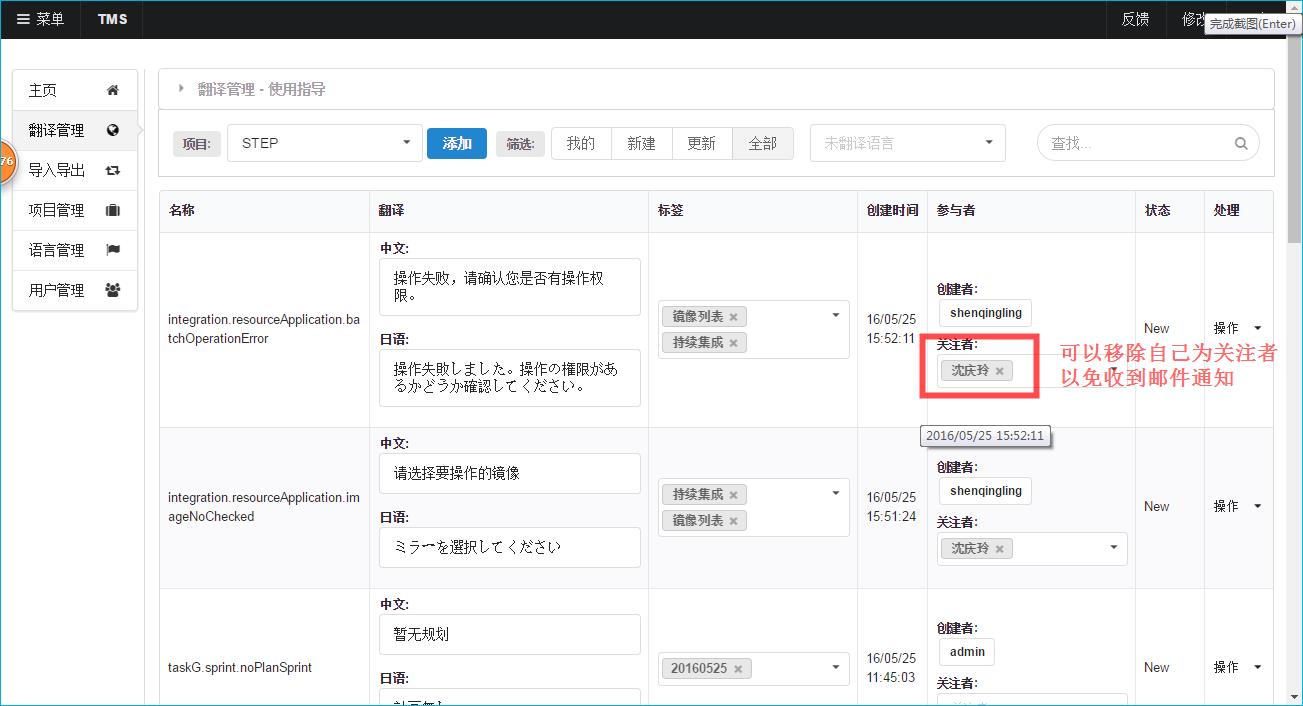 菜单 TMS 反馈 修改
完成截图(Enter)
主页
翻译管理
76
导入导出
项目管理
语言管理
用户管理
翻译管理 - 使用指导
项目: STEP 添加 筛选: 我的 新建 更新 全部 未翻译语言 查找...
名称 翻译 标签 创建时间 参与者 状态 处理
integration.resourceApplication.ba
tchOperationError
中文:
操作失败，请确认您是否有操作权
限。
日语:
操作失敗しました。操作の権限があ
るかどうか確認してください。
镜像列表 ×
持续集成 ×
16/05/25
15:52:11
创建者:
shenqingling
关注者:
沈庆玲 ×
New
操作
可以移除自己为关注者
以免收到邮件通知
2016/05/25 15:52:11
integration.resourceApplication.im
ageNoChecked
中文:
请选择要操作的镜像
日语:
ミラーを選択してください
持续集成 ×
镜像列表 ×
16/05/25
15:51:24
创建者:
shenqingling
关注者:
沈庆玲 ×
New
操作
taskG.sprint.noPlanSprint
中文:
暂无规划
日语:
20160525 ×
16/05/25
11:45:03
创建者:
admin
关注者:
New
操作